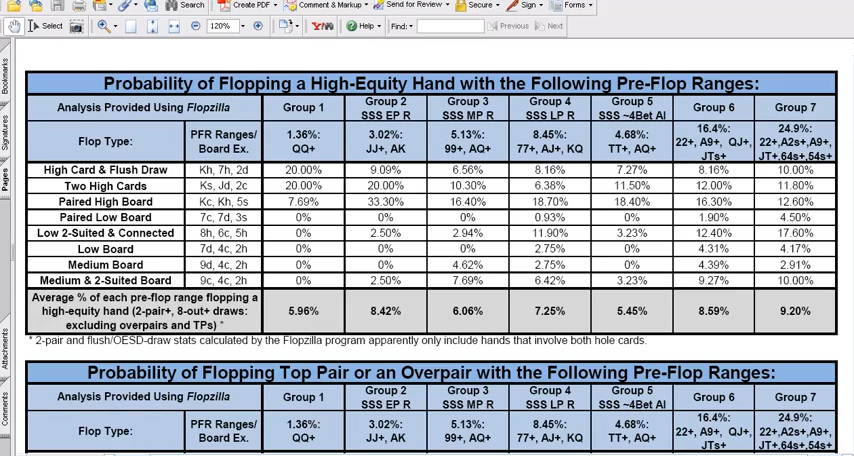 Search Create PDF Comment & Markup Send for Review Secure Sign Forms
Select 120% Help Find: Previous Next
Bookmarks
Signatures
Pages
Attachments
Comments
Probability of Flopping a High-Equity Hand with the Following Pre-Flop Ranges:
Analysis Provided Using Flopzilla Group 1 Group 2 SSS EP R Group 3 SSS MP R Group 4 SSS LP R Group 5 SSS ~4Bet AI Group 6 Group 7
Flop Type: PFR Ranges/ Board Ex. 1.36%: QQ+ 3.02%: JJ+, AK 5.13%: 99+, AQ+ 8.45%: 77+, AJ+, KQ 4.68%: TT+, AQ+ 16.4%: 22+, A9+, QJ+, JTs+ 24.9%: 22+,A2s+,A9+, JT+,64s+,54s+
High Card & Flush Draw Kh, 7h, 2d 20.00% 9.09% 6.56% 8.16% 7.27% 8.16% 10.00%
Two High Cards Ks, Jd, 2c 20.00% 20.00% 10.30% 6.38% 11.50% 12.00% 11.80%
Paired High Board Kc, Kh, 5s 7.69% 33.30% 16.40% 18.70% 18.40% 16.30% 12.60%
Paired Low Board 7c, 7d, 3s 0% 0% 0% 0.93% 0% 1.90% 4.50%
Low 2-Suited & Connected 8h, 6c, 5h 0% 2.50% 2.94% 11.90% 3.23% 12.40% 17.60%
Low Board 7d, 4c, 2h 0% 0% 0% 2.75% 0% 4.31% 4.17%
Medium Board 9d, 4c, 2h 0% 0% 4.62% 2.75% 0% 4.39% 2.91%
Medium & 2-Suited Board 9c, 4c, 2h 0% 2.50% 7.69% 6.42% 3.23% 9.27% 10.00%
Average % of each pre-flop range flopping a
high-equity hand (2-pair+, 8-out+ draws: 5.96% 8.42% 6.06% 7.25% 5.45% 8.59% 9.20%
excluding overpairs and TPs) *
* 2-pair and flush/OESD-draw stats calculated by the Flopzilla program apparently only include hands that involve both hole cards.
Probability of Flopping Top Pair or an Overpair with the Following Pre-Flop Ranges:
Analysis Provided Using Flopzilla Group 1 Group 2 SSS EP R Group 3 SSS MP R Group 4 SSS LP R Group 5 SSS ~4Bet AI Group 6 Group 7
Flop Type: PFR Ranges/ Board Ex. 1.36%: QQ+ 3.02%: JJ+, AK 5.13%: 99+, AQ+ 8.45%: 77+, AJ+, KQ 4.68%: TT+, AQ+ 16.4%: 22+, A9+, QJ+, JTs+ 24.9%: 22+,A2s+,A9+, JT+,64s+,54s+